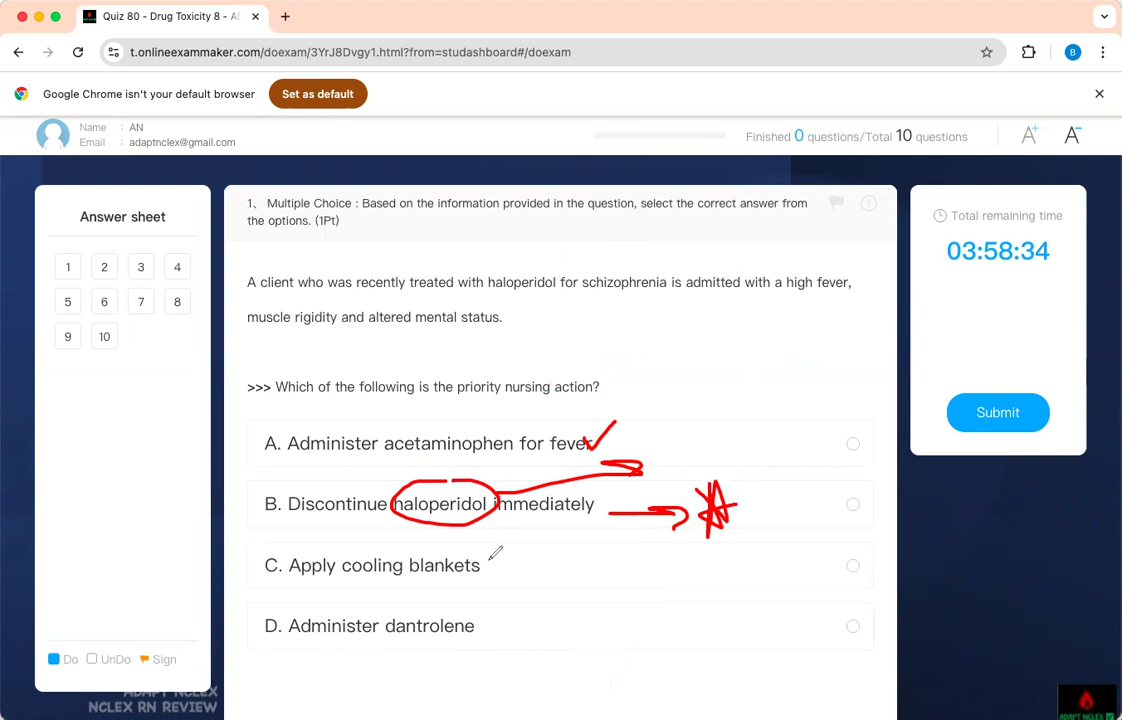 Quiz 80 - Drug Toxicity 8 - AD
t.onlineexammaker.com/doexam/3YrJ8Dvgy1.html?from=studashboard#/doexam
B
Google Chrome isn't your default browser
Set as default
Name : AN
Email : adaptnclex@gmail.com
Finished 0 questions/Total 10 questions
A+ A-
Answer sheet
1 2 3 4
5 6 7 8
9 10
Do UnDo Sign
1、 Multiple Choice : Based on the information provided in the question, select the correct answer from
the options. (1Pt)
A client who was recently treated with haloperidol for schizophrenia is admitted with a high fever,
muscle rigidity and altered mental status.
>>> Which of the following is the priority nursing action?
A. Administer acetaminophen for fever
B. Discontinue haloperidol immediately
C. Apply cooling blankets
D. Administer dantrolene
Total remaining time
03:58:34
Submit
ADAPT NCLEX
NCLEX RN REVIEW
ADAPT NCLEX